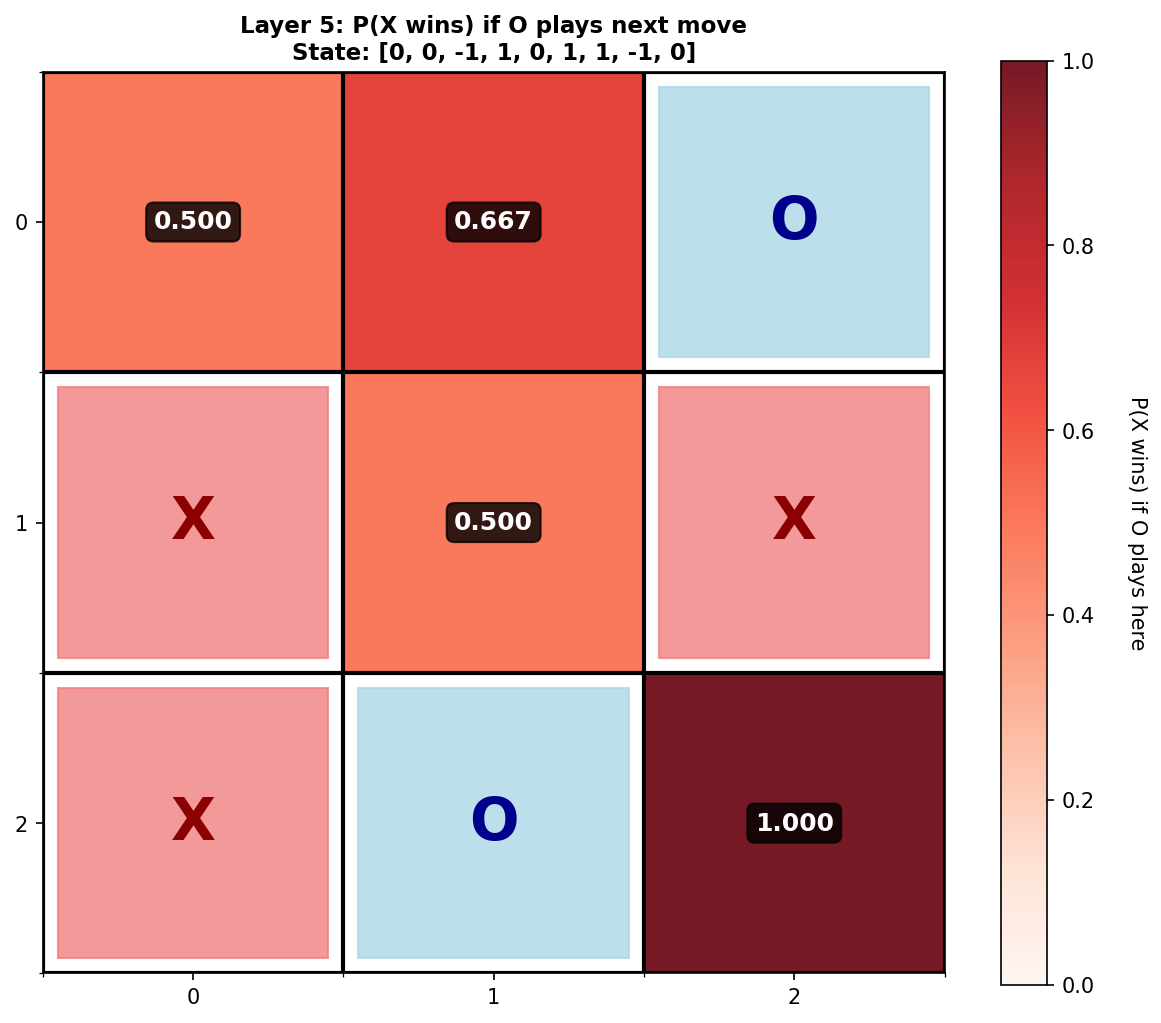 Layer 5: P(X wins) if O plays next move
State: [0, 0, -1, 1, 0, 1, 1, -1, 0]
0
0.500
0.667
O
1
X
0.500
X
2
X
O
1.000
0
1
2
1.0
0.8
0.6
0.4
0.2
0.0
P(X wins) if O plays here